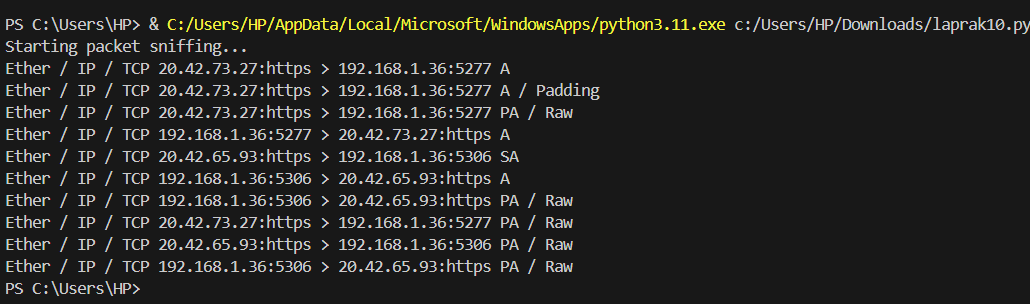 PS C:\Users\HP> & C:/Users/HP/AppData/Local/Microsoft/WindowsApps/python3.11.exe c:/Users/HP/Downloads/laprak10.py
Starting packet sniffing...
Ether / IP / TCP 20.42.73.27:https > 192.168.1.36:5277 A
Ether / IP / TCP 20.42.73.27:https > 192.168.1.36:5277 A / Padding
Ether / IP / TCP 20.42.73.27:https > 192.168.1.36:5277 PA / Raw
Ether / IP / TCP 192.168.1.36:5277 > 20.42.73.27:https A
Ether / IP / TCP 20.42.65.93:https > 192.168.1.36:5306 SA
Ether / IP / TCP 192.168.1.36:5306 > 20.42.65.93:https A
Ether / IP / TCP 192.168.1.36:5306 > 20.42.65.93:https PA / Raw
Ether / IP / TCP 20.42.73.27:https > 192.168.1.36:5277 PA / Raw
Ether / IP / TCP 20.42.65.93:https > 192.168.1.36:5306 PA / Raw
Ether / IP / TCP 192.168.1.36:5306 > 20.42.65.93:https PA / Raw
PS C:\Users\HP>